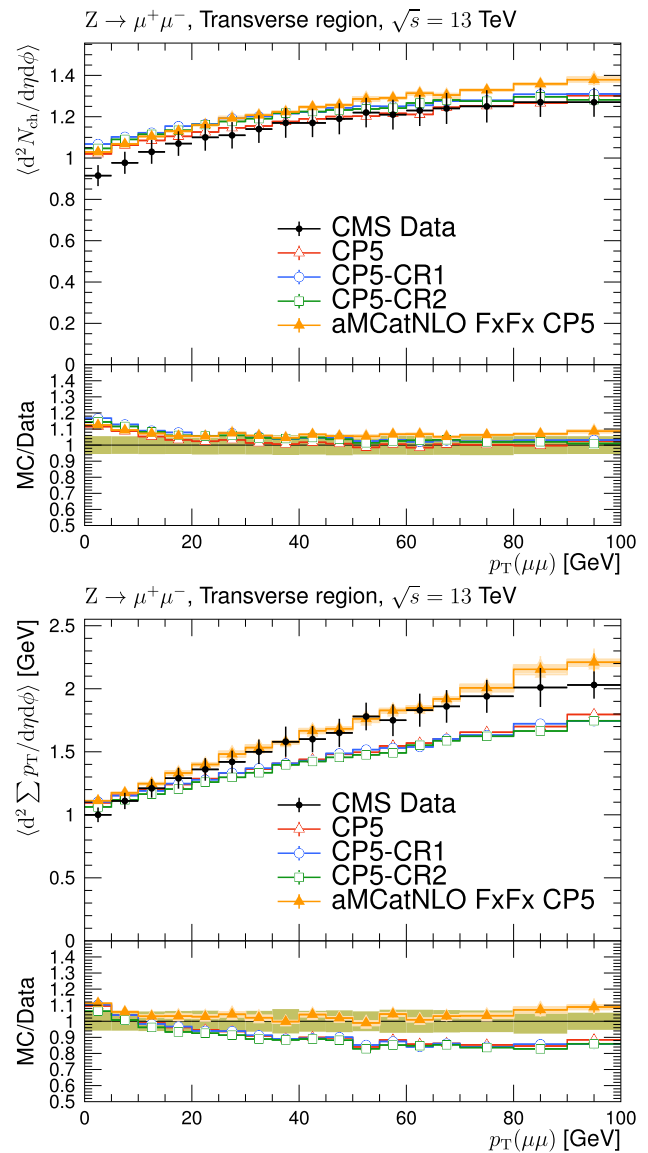 Z → μ⁺μ⁻, Transverse region, √s = 13 TeV
⟨d² N_ch/dηdϕ⟩
1.4
1.2
1
0.8
0.6
0.4
0.2
0
CMS Data
CP5
CP5-CR1
CP5-CR2
aMCatNLO FxFx CP5
MC/Data
1.4
1.3
1.2
1.1
1
0.9
0.8
0.7
0.6
0.5
0 20 40 60 80 100
p_T(μμ) [GeV]
Z → μ⁺μ⁻, Transverse region, √s = 13 TeV
⟨d² ∑ p_T/dηdϕ⟩ [GeV]
2.5
2
1.5
1
0.5
0
CMS Data
CP5
CP5-CR1
CP5-CR2
aMCatNLO FxFx CP5
MC/Data
1.4
1.3
1.2
1.1
1
0.9
0.8
0.7
0.6
0.5
0 20 40 60 80 100
p_T(μμ) [GeV]